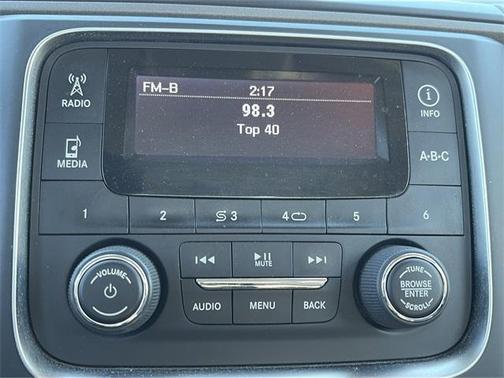 FM-B 2:17
98.3
Top 40
RADIO
INFO
MEDIA
A-B-C
1 2 3 4 5 6
VOLUME
MUTE
AUDIO MENU BACK
TUNE
BROWSE
ENTER
SCROLL